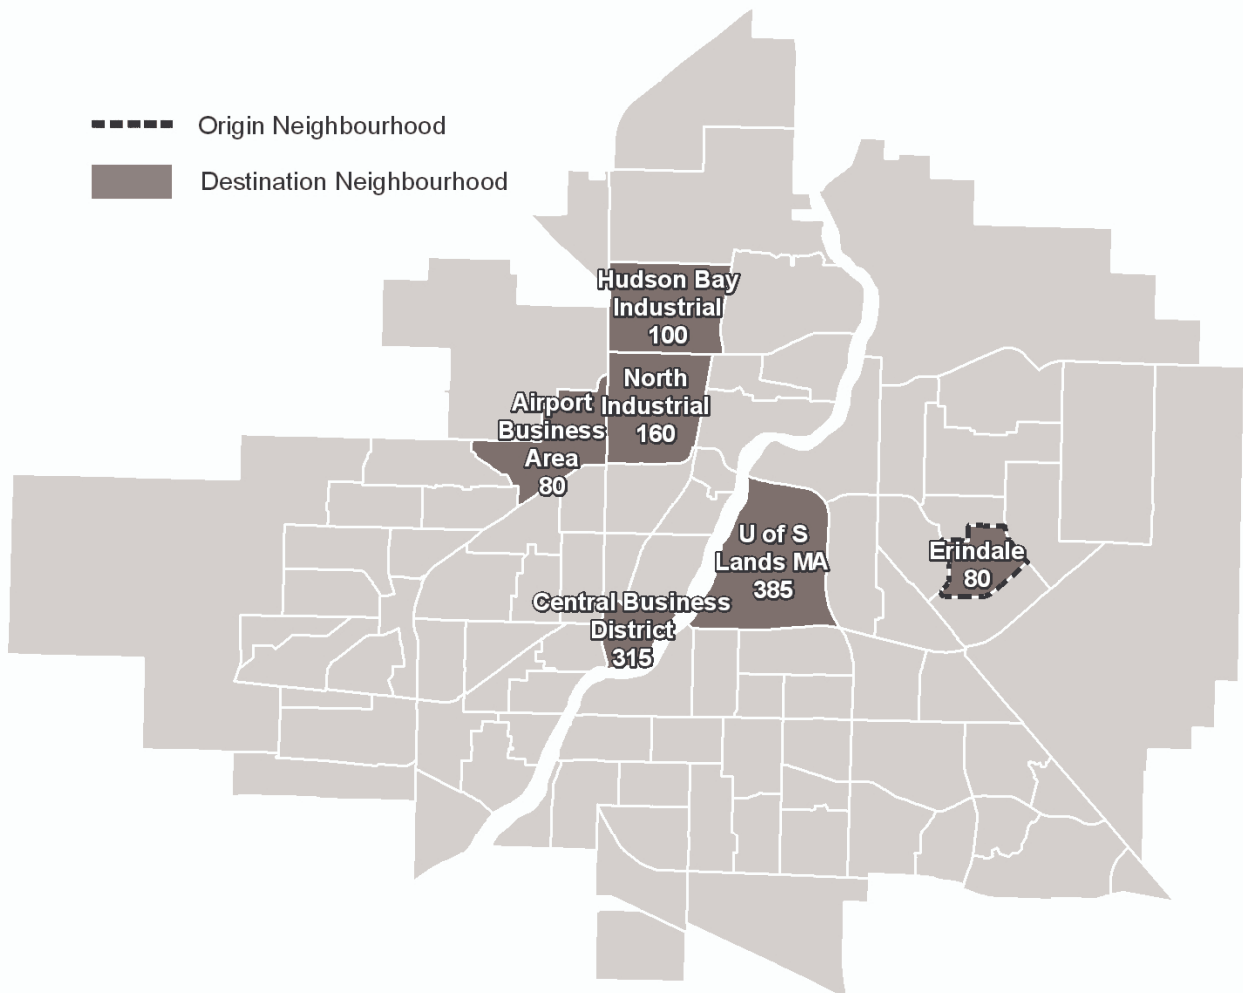 Origin Neighbourhood
Destination Neighbourhood
Hudson Bay
Industrial
100
North
Industrial
160
Airport
Business
Area
80
U of S
Lands MA
385
Erindale
80
Central Business
District
315